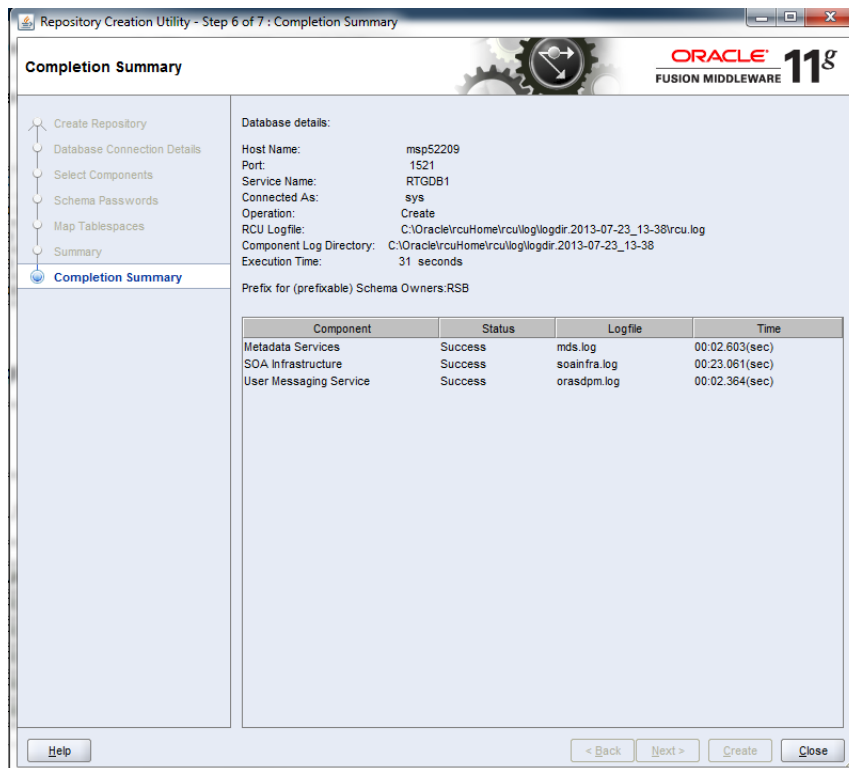 Repository Creation Utility - Step 6 of 7 : Completion Summary
Completion Summary
ORACLE
FUSION MIDDLEWARE
11g
Create Repository
Database Connection Details
Select Components
Schema Passwords
Map Tablespaces
Summary
Completion Summary
Database details:
Host Name: msp52209
Port: 1521
Service Name: RTGDB1
Connected As: sys
Operation: Create
RCU Logfile: C:\Oracle\rcuHome\rcu\log\logdir.2013-07-23_13-38\rcu.log
Component Log Directory: C:\Oracle\rcuHome\rcu\log\logdir.2013-07-23_13-38
Execution Time: 31 seconds
Prefix for (prefixable) Schema Owners:RSB
Component Status Logfile Time
Metadata Services Success mds.log 00:02.603(sec)
SOA Infrastructure Success soainfra.log 00:23.061(sec)
User Messaging Service Success orasdpm.log 00:02.364(sec)
Help < Back Next > Create Close